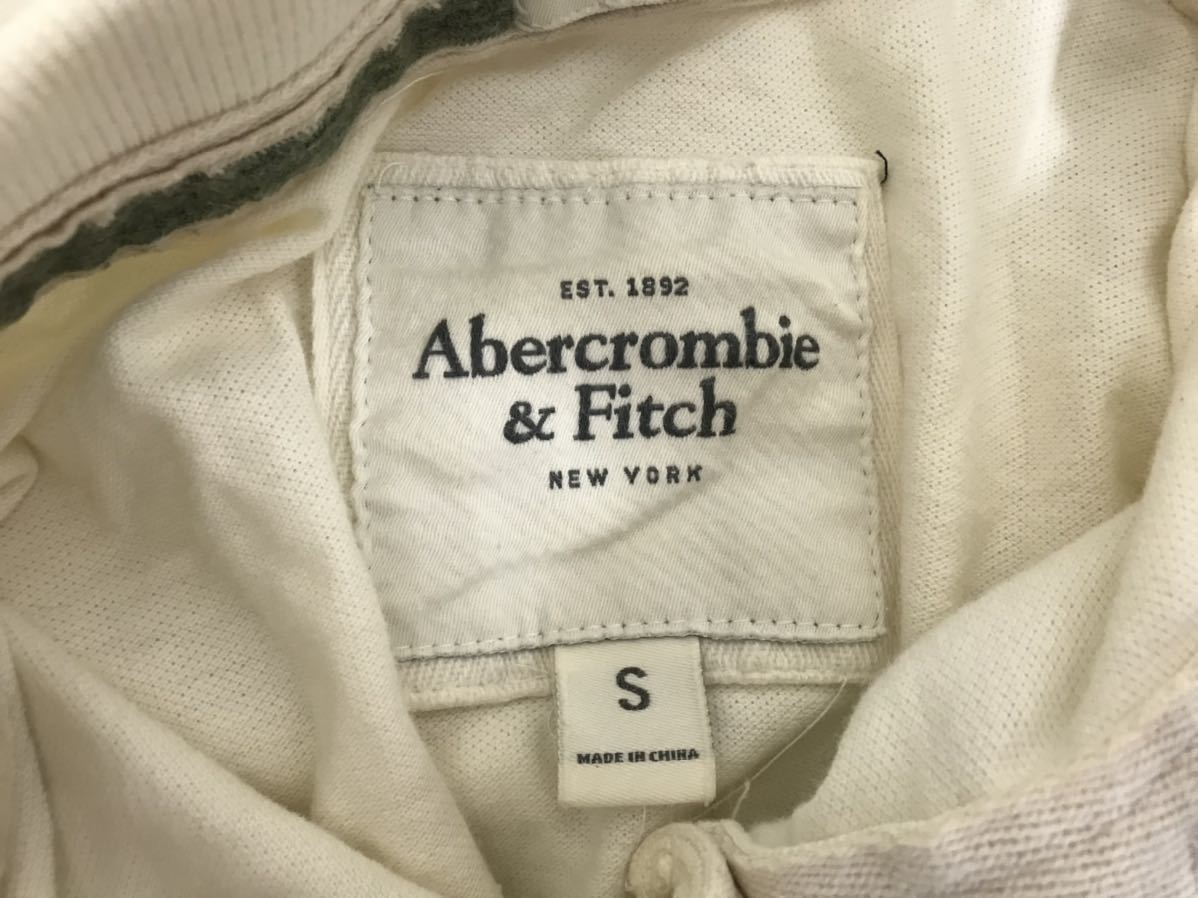 EST. 1892
Abercrombie
& Fitch
NEW YORK
S
MADE IN CHINA